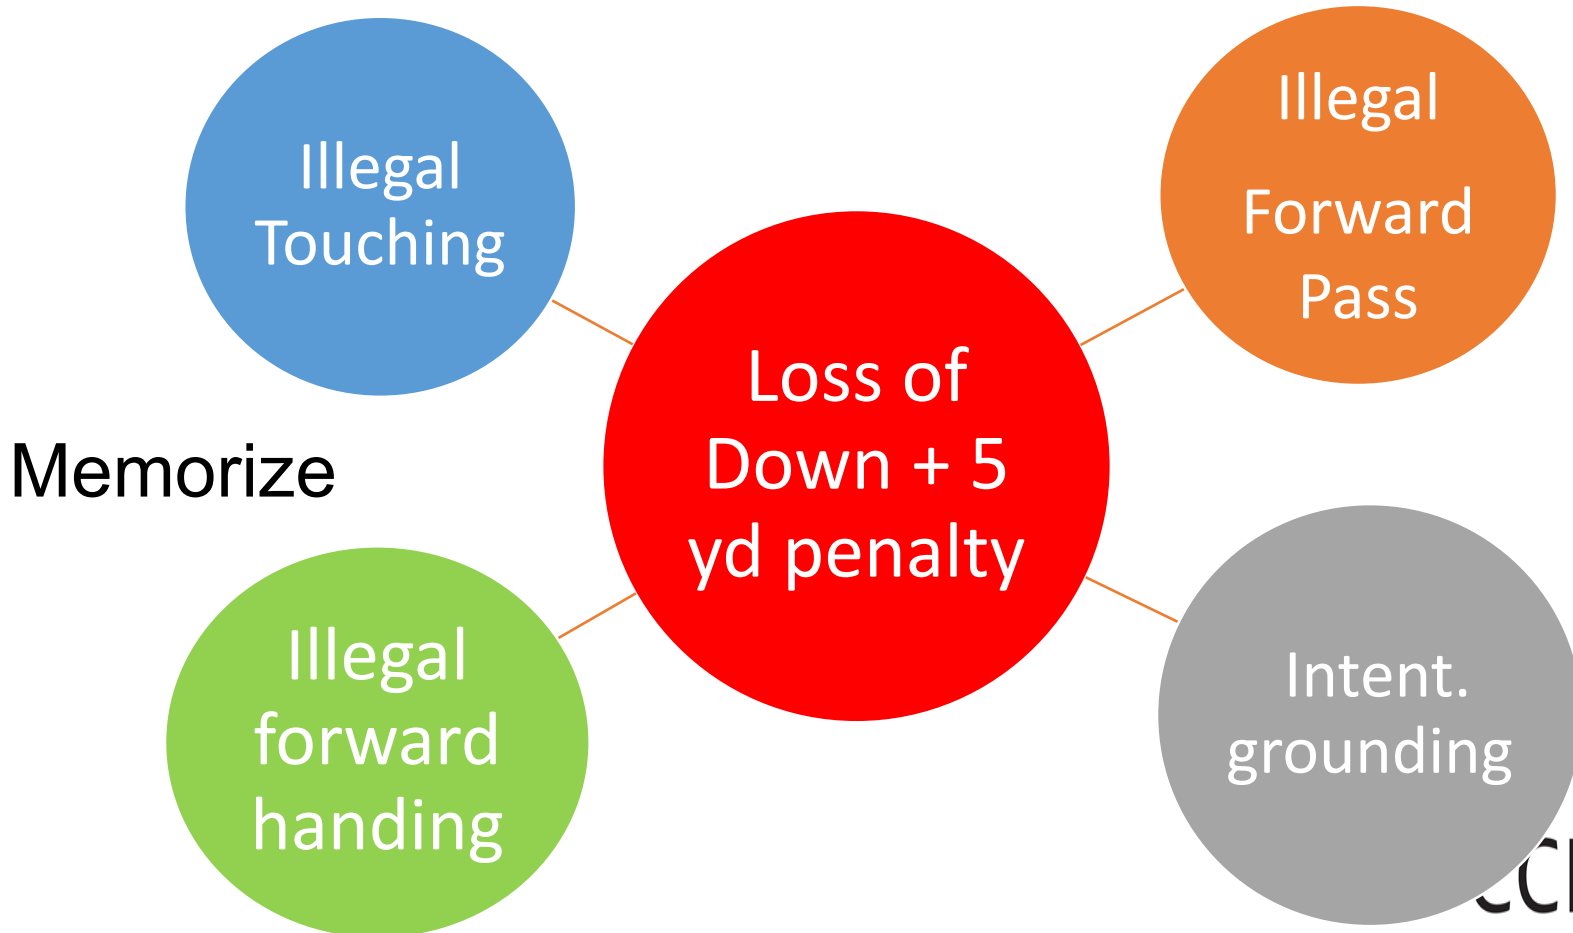 Illegal
Touching
Illegal
Forward
Pass
Loss of
Down + 5
yd penalty
Memorize
Illegal
forward
handing
Intent.
grounding